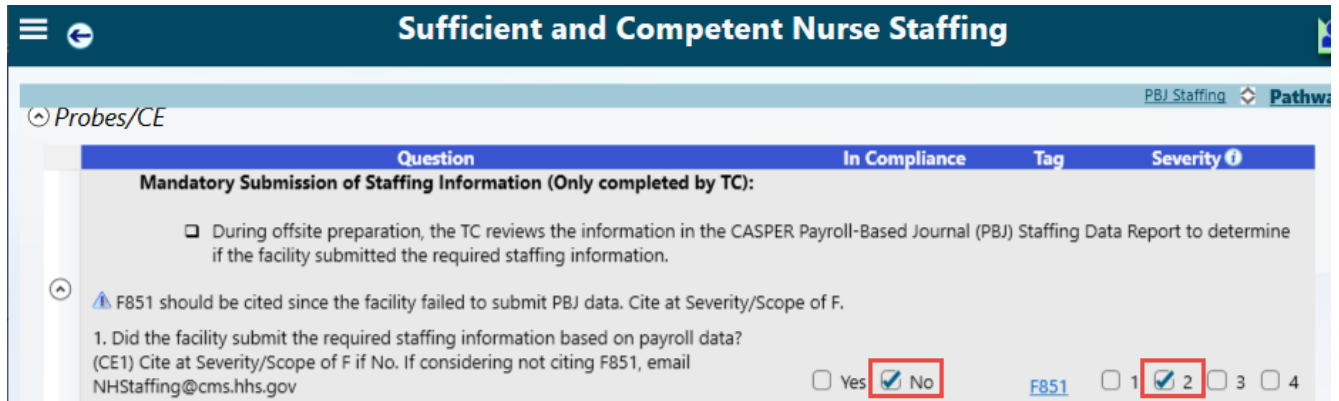 Sufficient and Competent Nurse Staffing
PBJ Staffing
Probes/CE
Question In Compliance Tag Severity
Mandatory Submission of Staffing Information (Only completed by TC):
During offsite preparation, the TC reviews the information in the CASPER Payroll-Based Journal (PBJ) Staffing Data Report to determine
if the facility submitted the required staffing information.
F851 should be cited since the facility failed to submit PBJ data. Cite at Severity/Scope of F.
1. Did the facility submit the required staffing information based on payroll data?
(CE1) Cite at Severity/Scope of F if No. If considering not citing F851, email
NHStaffing@cms.hhs.gov Yes No F851 1 2 3 4